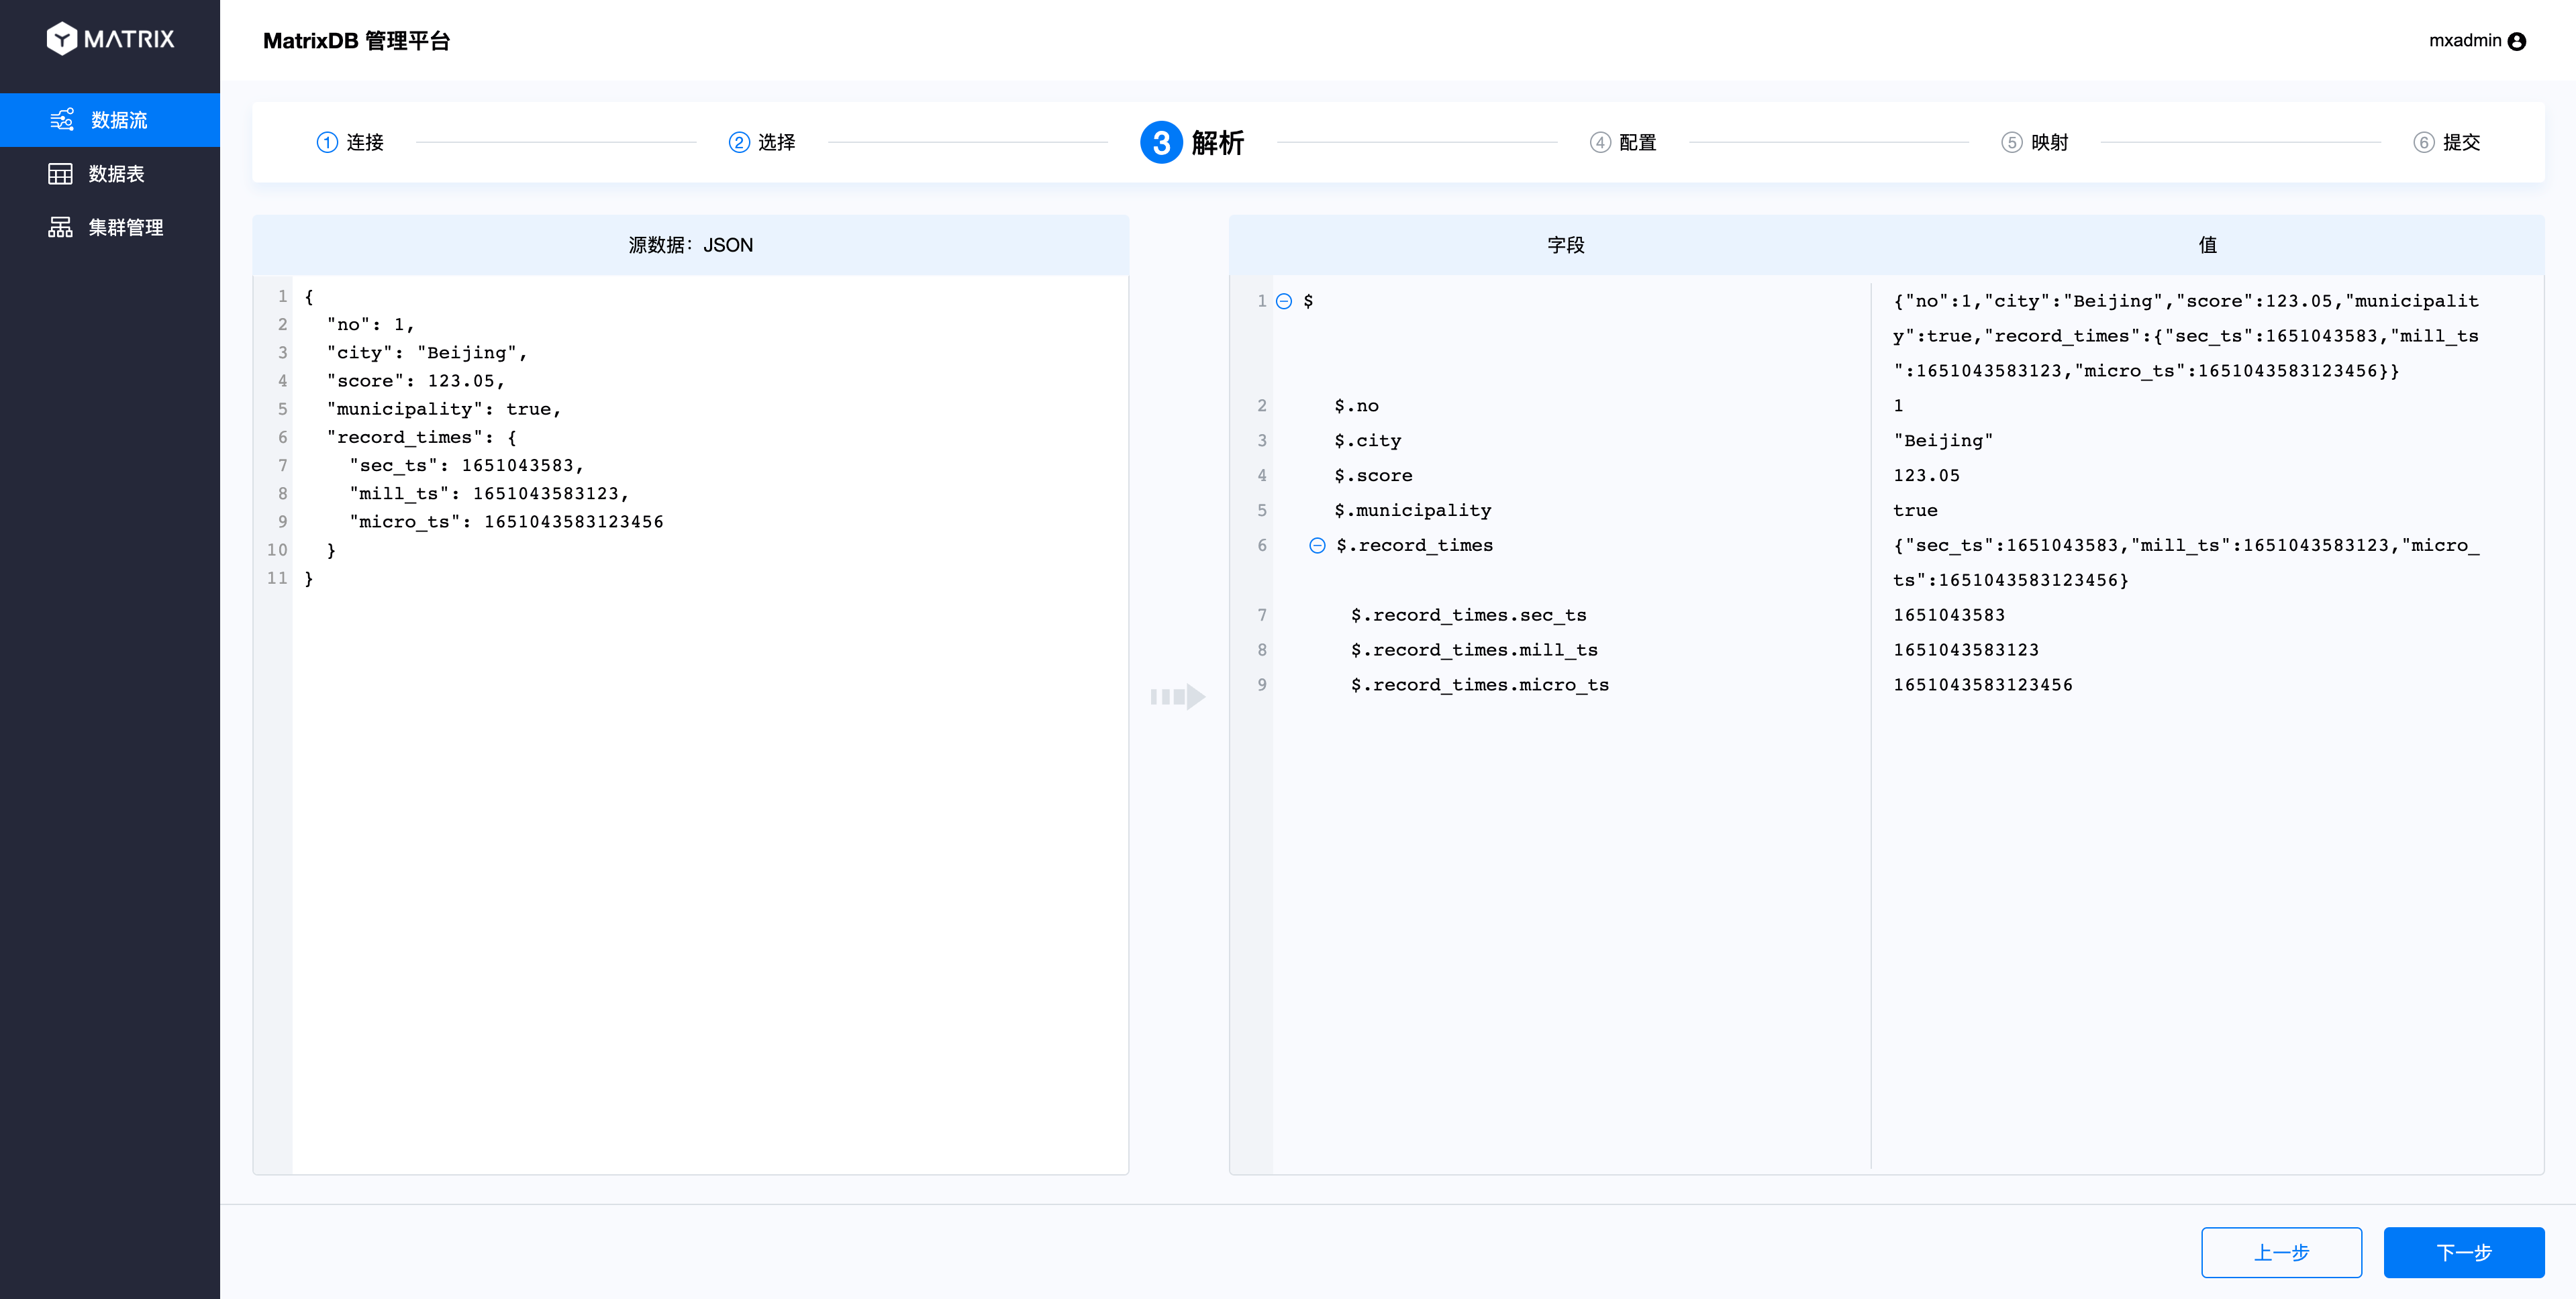 MATRIX
MatrixDB 管理平台
mxadmin
数据流
数据表
集群管理
1 连接
2 选择
3 解析
4 配置
5 映射
6 提交
源数据：JSON
1 {
2 "no": 1,
3 "city": "Beijing",
4 "score": 123.05,
5 "municipality": true,
6 "record_times": {
7 "sec_ts": 1651043583,
8 "mill_ts": 1651043583123,
9 "micro_ts": 1651043583123456
10 }
11 }
字段 值
1 $ {"no":1,"city":"Beijing","score":123.05,"municipalit
y":true,"record_times":{"sec_ts":1651043583,"mill_ts
":1651043583123,"micro_ts":1651043583123456}}
2 $.no 1
3 $.city "Beijing"
4 $.score 123.05
5 $.municipality true
6 $.record_times {"sec_ts":1651043583,"mill_ts":1651043583123,"micro_
ts":1651043583123456}
7 $.record_times.sec_ts 1651043583
8 $.record_times.mill_ts 1651043583123
9 $.record_times.micro_ts 1651043583123456
上一步
下一步